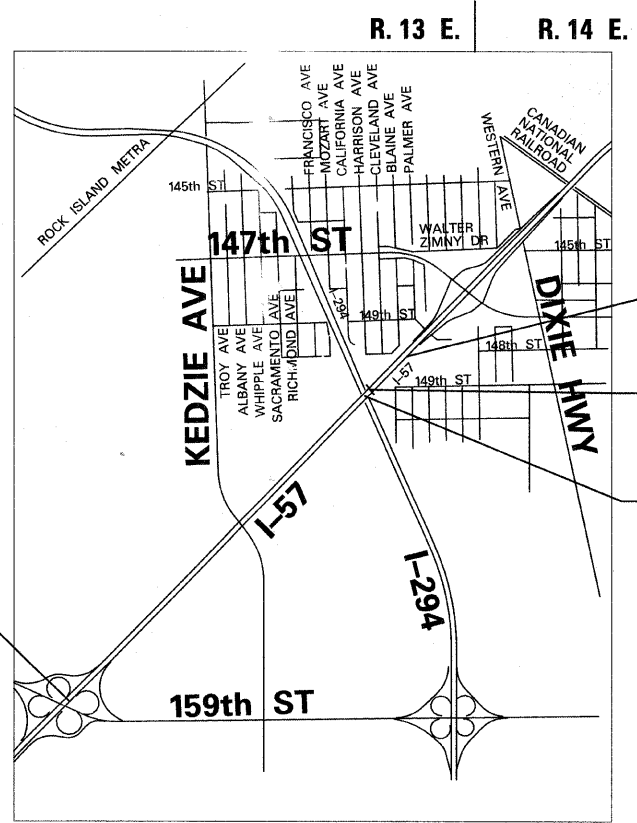 R. 13 E.
R. 14 E.
FRANCISCO AVE
MOZART AVE
CALIFORNIA AVE
HARRISON AVE
CLEVELAND AVE
BLAINE AVE
PALMER AVE
WESTERN AVE
CANADIAN
NATIONAL
RAILROAD
ROCK ISLAND METRA
145th ST
147th ST
WALTER
ZIMNY DR
145th ST
KEDZIE AVE
I-294
149th ST
DIXIE HWY
TROY AVE
ALBANY AVE
WHIPPLE AVE
SACRAMENTO AVE
RICHMOND AVE
148th ST
I-57
149th ST
I-57
I-294
159th ST